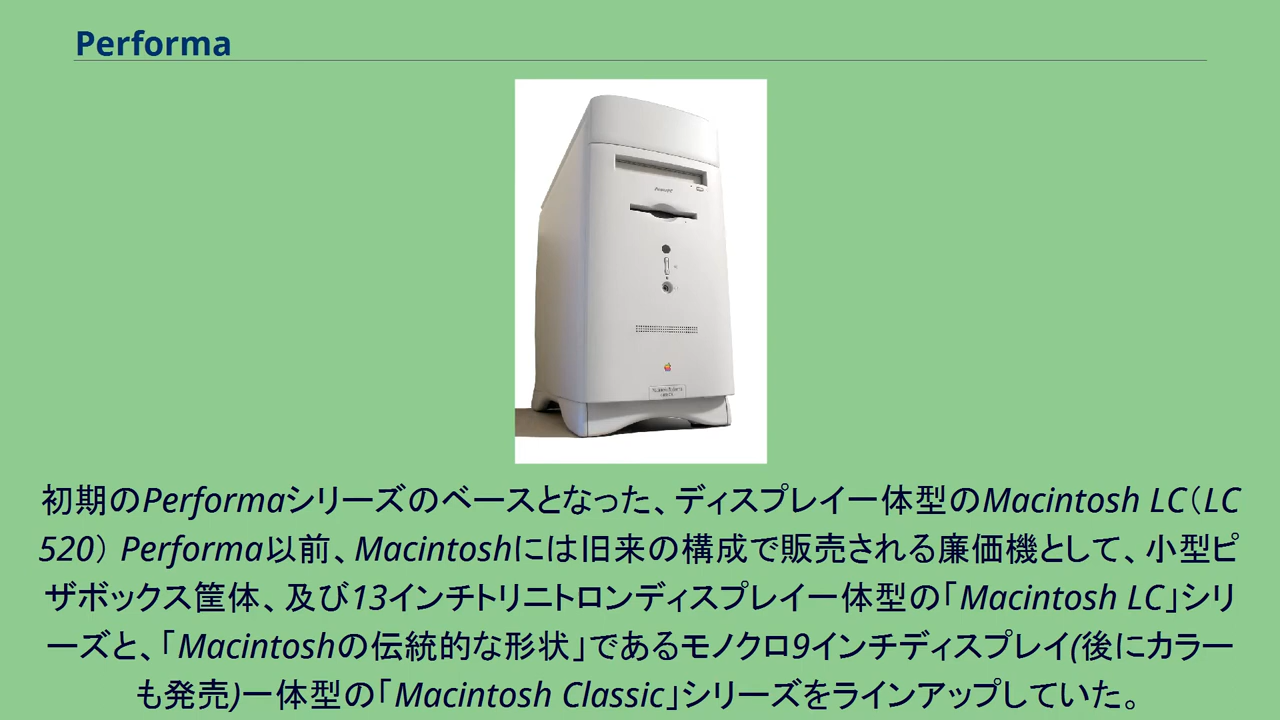 Performa
初期のPerformaシリーズのベースとなった、ディスプレイ一体型のMacintosh LC（LC
520） Performa以前、Macintoshには旧来の構成で販売される廉価機として、小型ピ
ザボックス筐体、及び13インチトリニトロンディスプレイ一体型の「Macintosh LC」シリ
ーズと、「Macintoshの伝統的な形状」であるモノクロ9インチディスプレイ(後にカラー
も発売)一体型の「Macintosh Classic」シリーズをラインアップしていた。